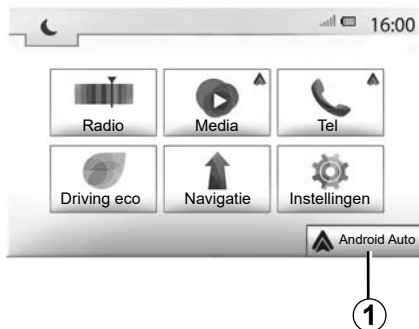 16:00
Radio
Media
Tel
Driving eco
Navigatie
Instellingen
Android Auto
1